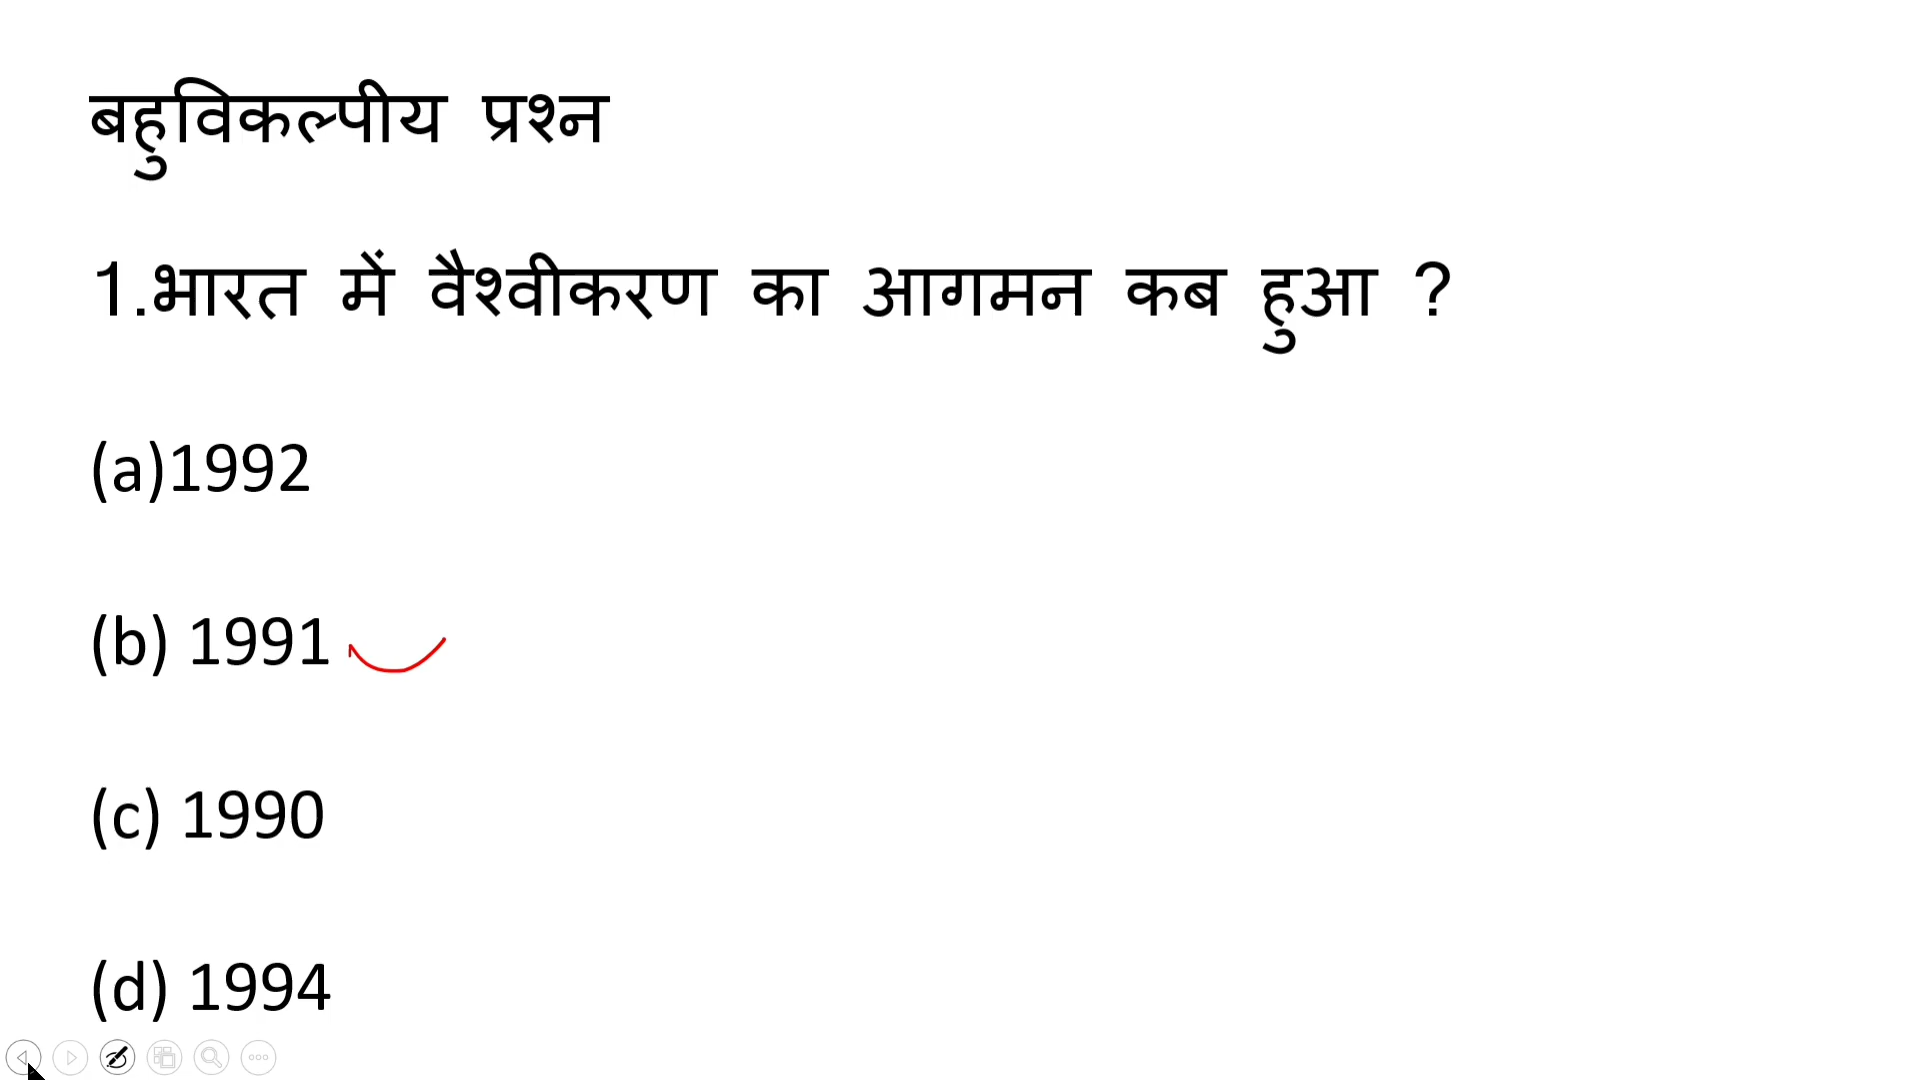 बहुविकल्पीय प्रश्न
1.भारत में वैश्वीकरण का आगमन कब हुआ ?
(a)1992
(b) 1991
(c) 1990
(d) 1994